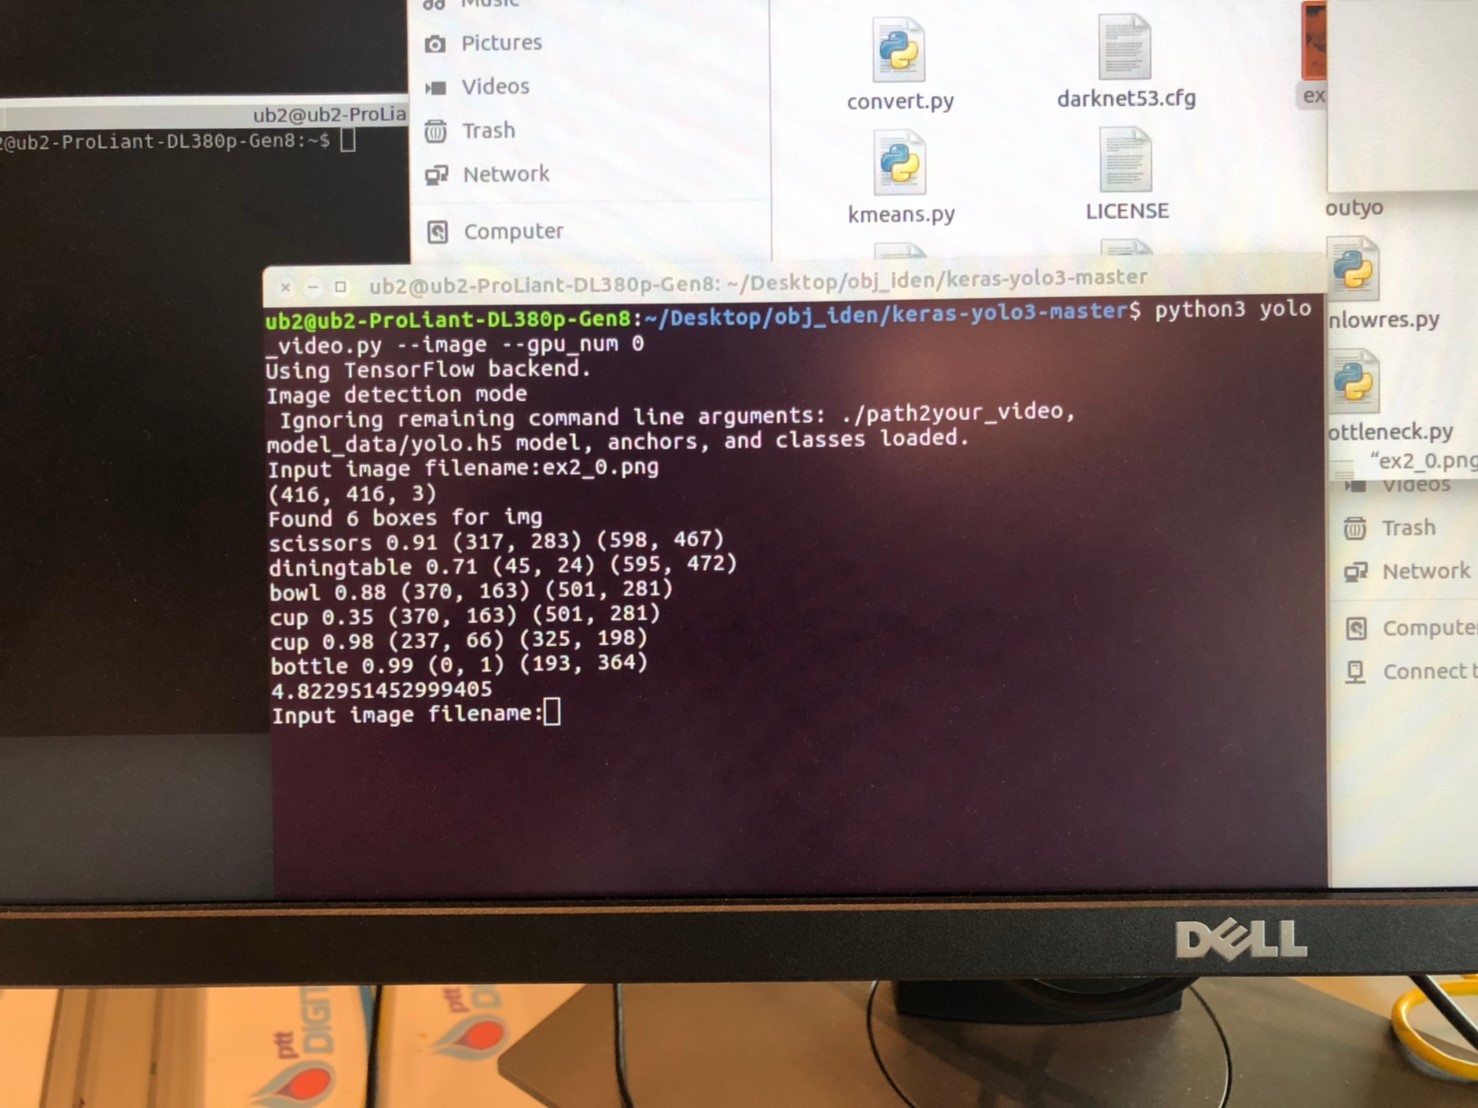 Music
Pictures
Videos
Trash
Network
Computer
convert.py
darknet53.cfg
ex
kmeans.py
LICENSE
outyo
nlowres.py
ottleneck.py
"ex2_0.png
Videos
Trash
Network
Compute
Connect t
ub2@ub2-ProLia
@ub2-ProLiant-DL380p-Gen8:~$
ub2@ub2-ProLiant-DL380p-Gen8: ~/Desktop/obj_iden/keras-yolo3-master
ub2@ub2-ProLiant-DL380p-Gen8:~/Desktop/obj_iden/keras-yolo3-master$ python3 yolo
_video.py --image --gpu_num 0
Using TensorFlow backend.
Image detection mode
Ignoring remaining command line arguments: ./path2your_video,
model_data/yolo.h5 model, anchors, and classes loaded.
Input image filename:ex2_0.png
(416, 416, 3)
Found 6 boxes for img
scissors 0.91 (317, 283) (598, 467)
diningtable 0.71 (45, 24) (595, 472)
bowl 0.88 (370, 163) (501, 281)
cup 0.35 (370, 163) (501, 281)
cup 0.98 (237, 66) (325, 198)
bottle 0.99 (0, 1) (193, 364)
4.822951452999405
Input image filename:
DELL
ptt
DIGIT
ptt
DI